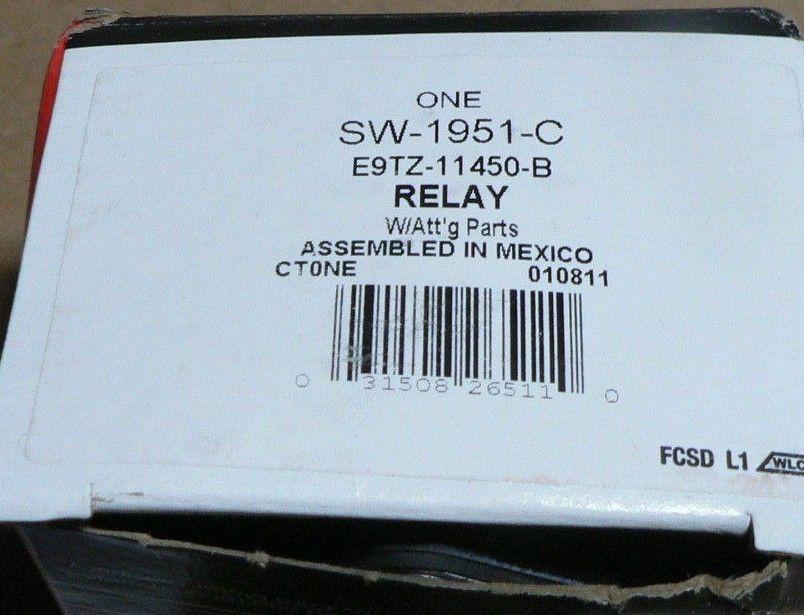 ONE
SW-1951-C
E9TZ-11450-B
RELAY
W/Att'g Parts
ASSEMBLED IN MEXICO
CT0NE 010811
0 31508 26511 0
FCSD L1 WLC